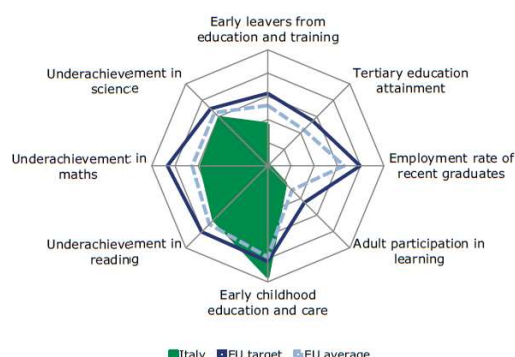 Early leavers from
education and training
Tertiary education
attainment
Employment rate of
recent graduates
Adult participation in
learning
Early childhood
education and care
Underachievement in
reading
Underachievement in
maths
Underachievement in
science
Italy EU target EU average